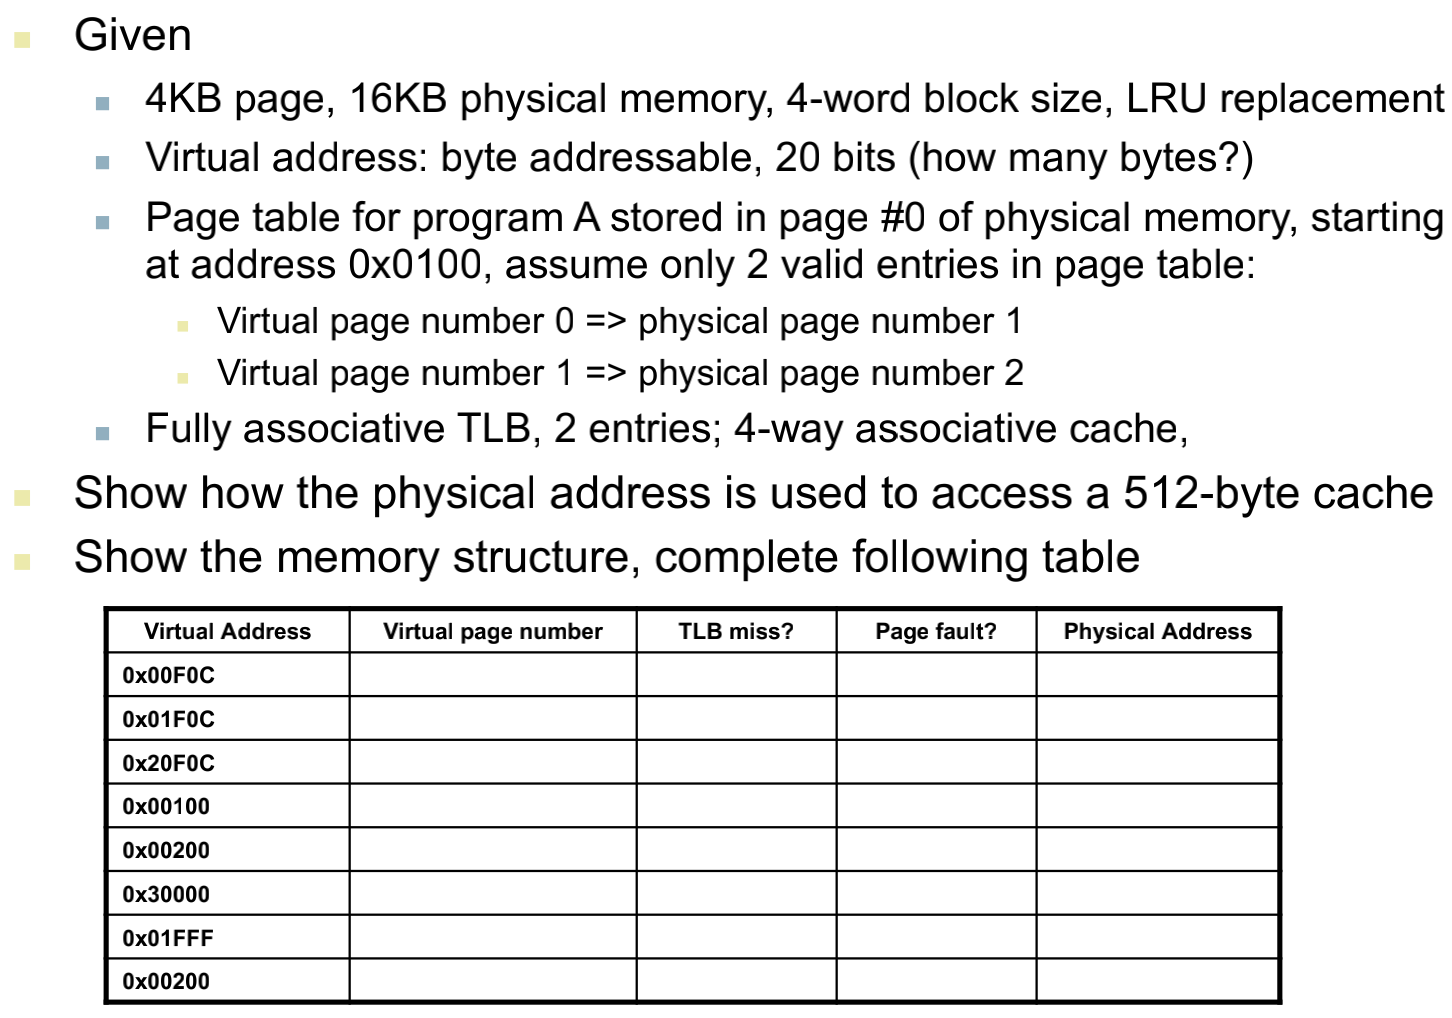 Given
4KB page, 16KB physical memory, 4-word block size, LRU replacement
Virtual address: byte addressable, 20 bits (how many bytes?)
Page table for program A stored in page #0 of physical memory, starting
at address 0x0100, assume only 2 valid entries in page table:
Virtual page number 0 => physical page number 1
Virtual page number 1 => physical page number 2
Fully associative TLB, 2 entries; 4-way associative cache,
Show how the physical address is used to access a 512-byte cache
Show the memory structure, complete following table
Virtual Address Virtual page number TLB miss? Page fault? Physical Address
0x00F0C
0x01F0C
0x20F0C
0x00100
0x00200
0x30000
0x01FFF
0x00200